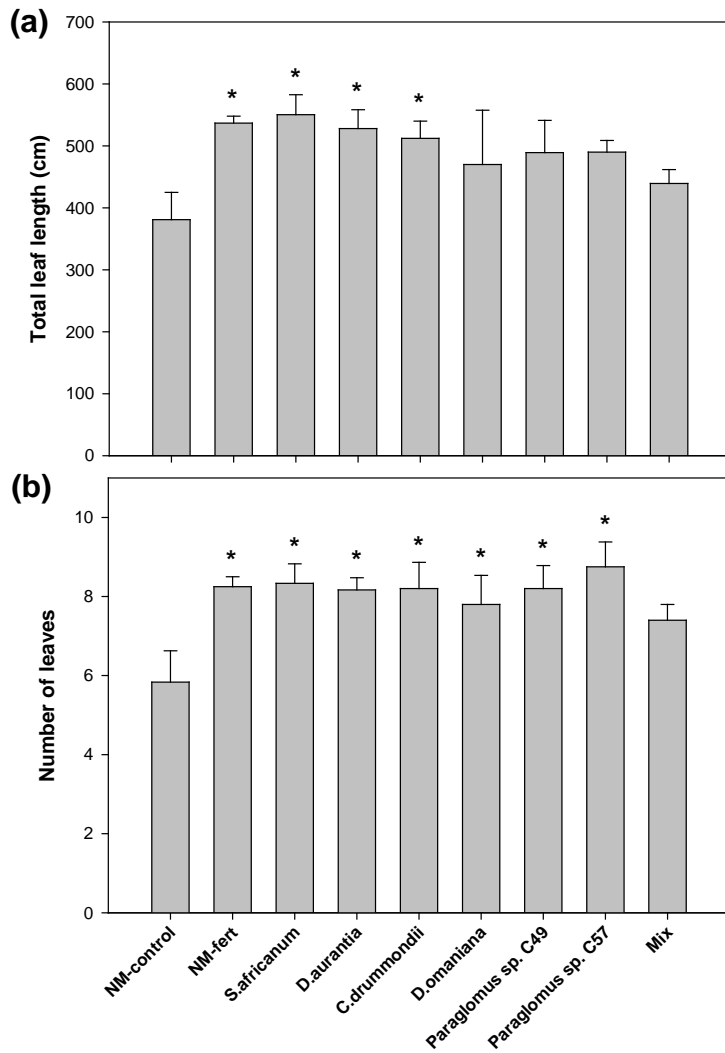 (a)
Total leaf length (cm)
700
600
500
400
300
200
100
0
* * * *
(b)
Number of leaves
10
8
6
4
2
0
* * * * * * *
NM-control
NM-fert
S.africanum
D.aurantia
C.drummondii
D.omaniana
Paraglomus sp. C49
Paraglomus sp. C57
Mix